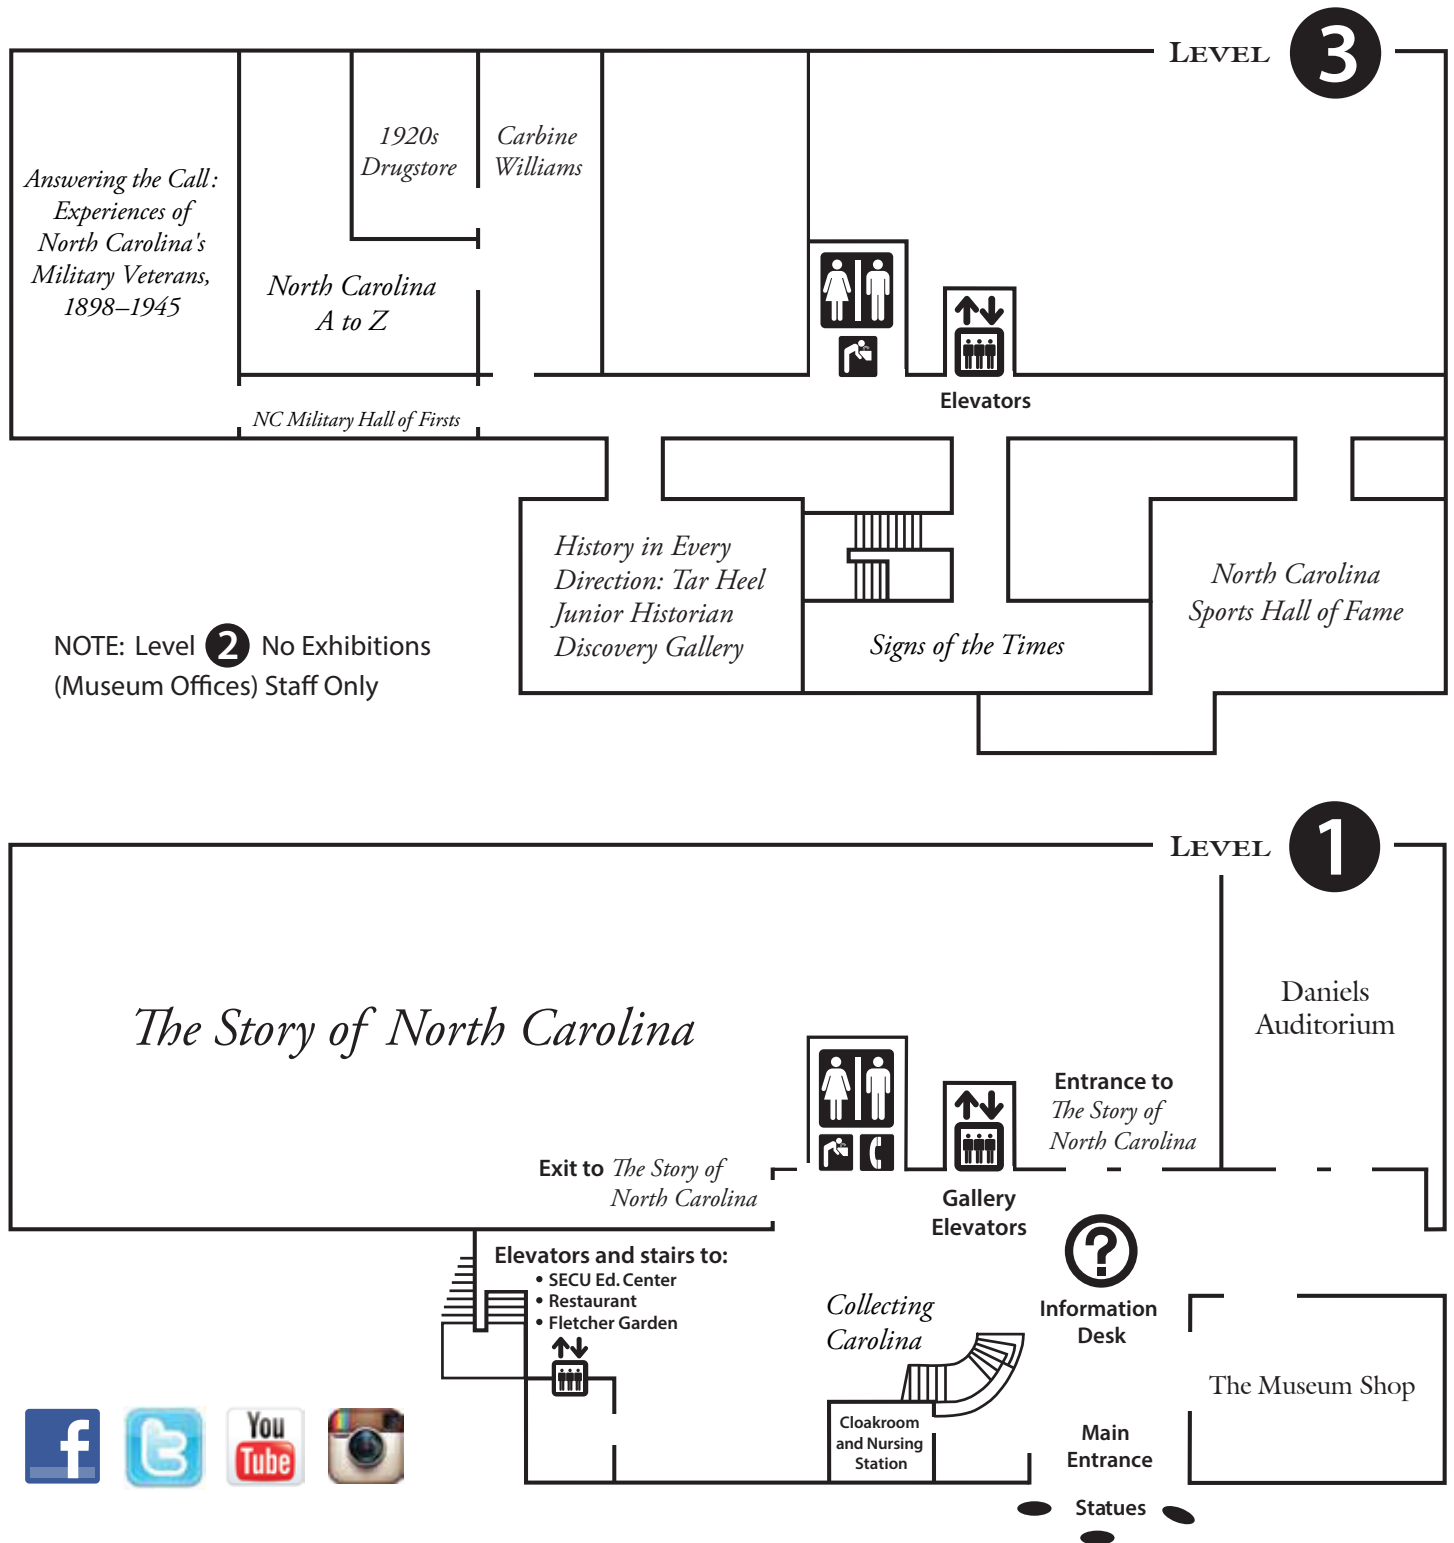 LEVEL 3
Answering the Call:
Experiences of
North Carolina's
Military Veterans,
1898–1945
North Carolina
A to Z
1920s
Drugstore
Carbine
Williams
Elevators
NC Military Hall of Firsts
History in Every
Direction: Tar Heel
Junior Historian
Discovery Gallery
Signs of the Times
North Carolina
Sports Hall of Fame
NOTE: Level 2 No Exhibitions
(Museum Offices) Staff Only
LEVEL 1
The Story of North Carolina
Daniels
Auditorium
Entrance to
The Story of
North Carolina
Exit to The Story of
North Carolina
Gallery
Elevators
Elevators and stairs to:
• SECU Ed. Center
• Restaurant
• Fletcher Garden
?
Information
Desk
Collecting
Carolina
The Museum Shop
Cloakroom
and Nursing
Station
Main
Entrance
Statues
f
t
You
Tube